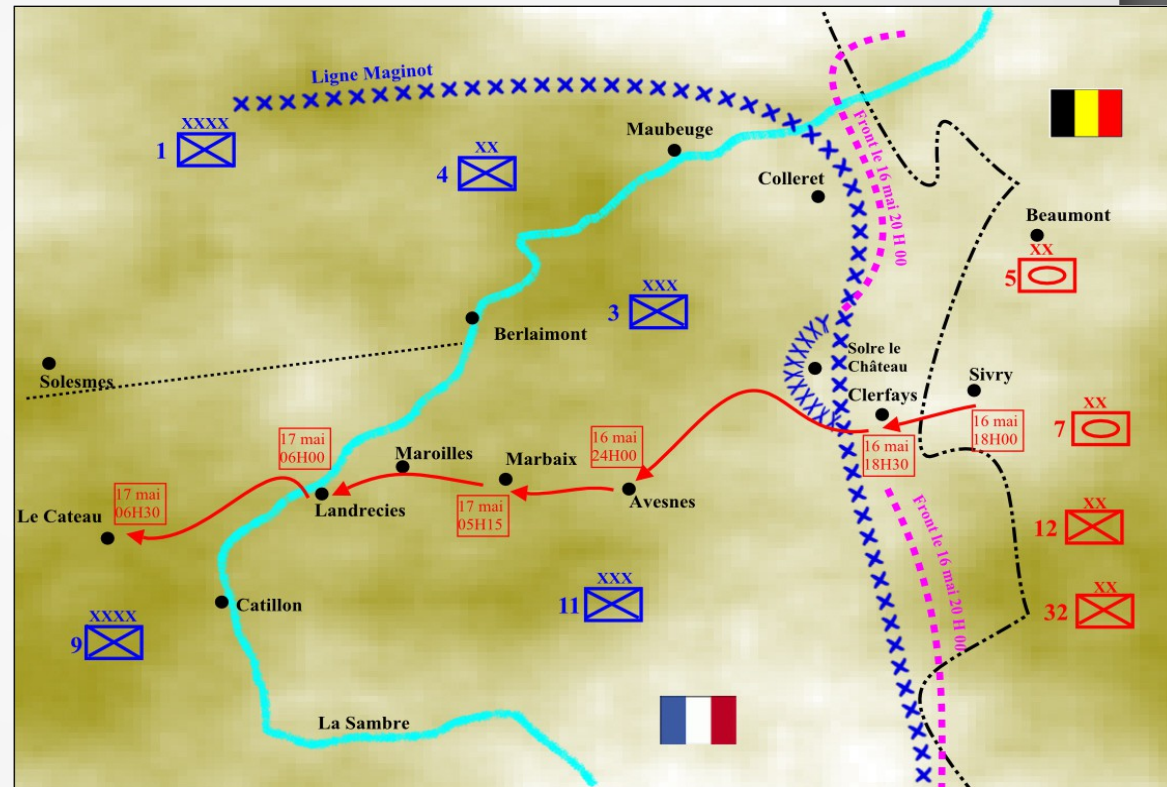 Ligne Maginot
XXXX
1
XX
4
Maubeuge
Colleret
Front le 16 mai 20 H 00
Beaumont
XX
5
XXX
3
Berlaimont
Solesmes
Solre le
Château
Clerfays
Sivry
16 mai
18H00
XX
7
16 mai
18H30
16 mai
24H00
17 mai
06H00
Maroilles
Marbaix
Avesnes
17 mai
05H15
Landrecies
17 mai
06H30
Le Cateau
Front le 16 mai 20 H 00
XX
12
XX
32
XXX
11
Catillon
XXXX
9
La Sambre